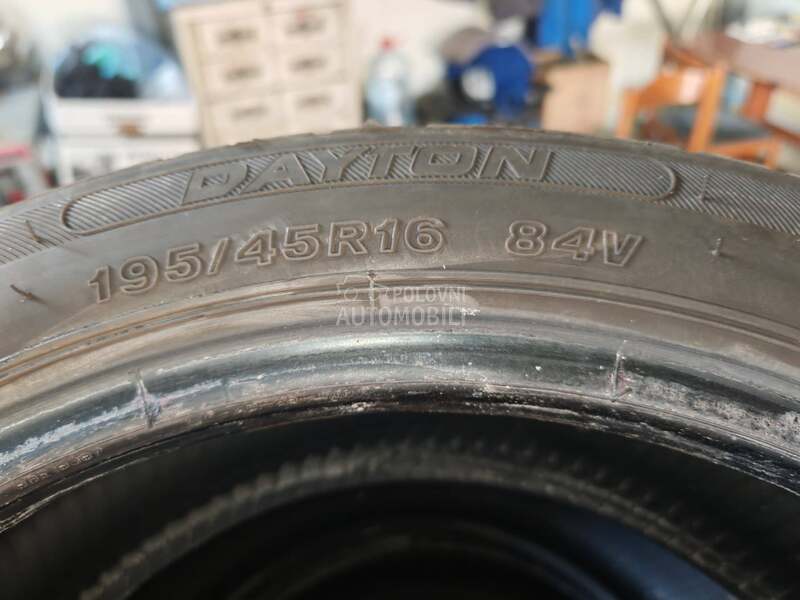 DAYTON
195/45R16 84V
POLOVNI
AUTOMOBILI